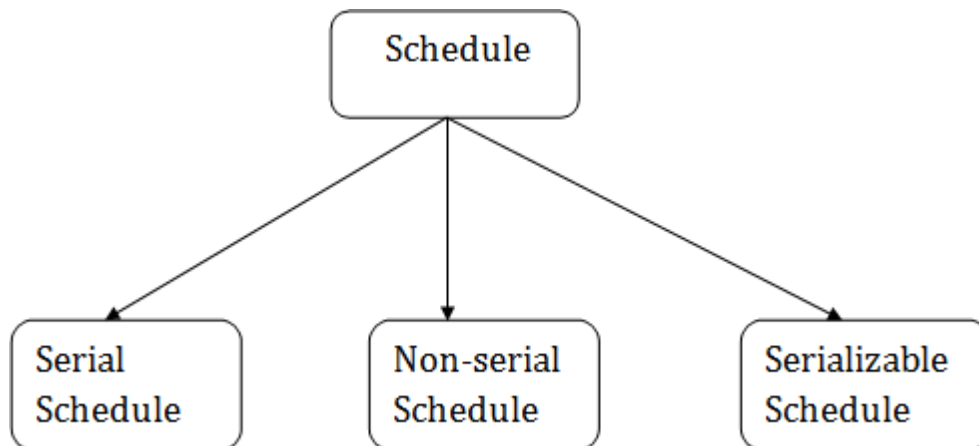 Schedule
Serial
Schedule
Non-serial
Schedule
Serializable
Schedule